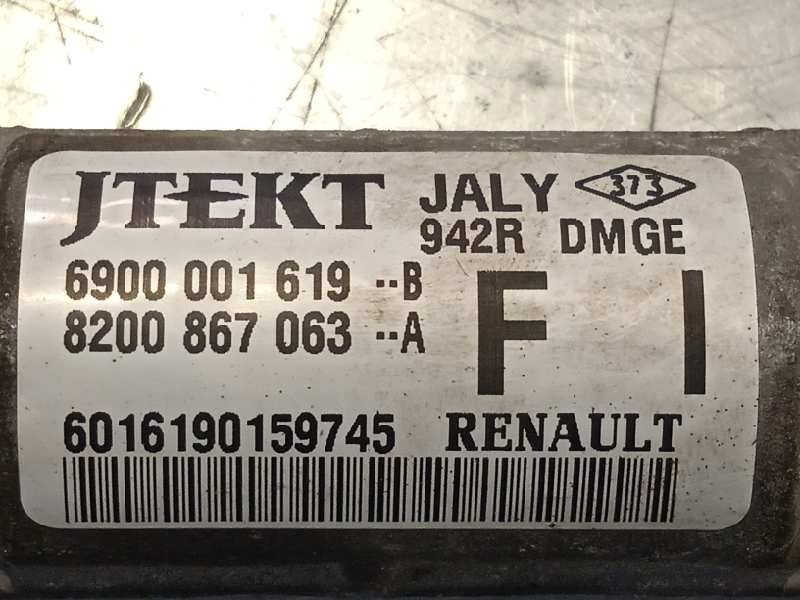 JTEKT JALY 373
942R DMGE
6900 001 619 --B
8200 867 063 --A
F I
6016190159745 RENAULT